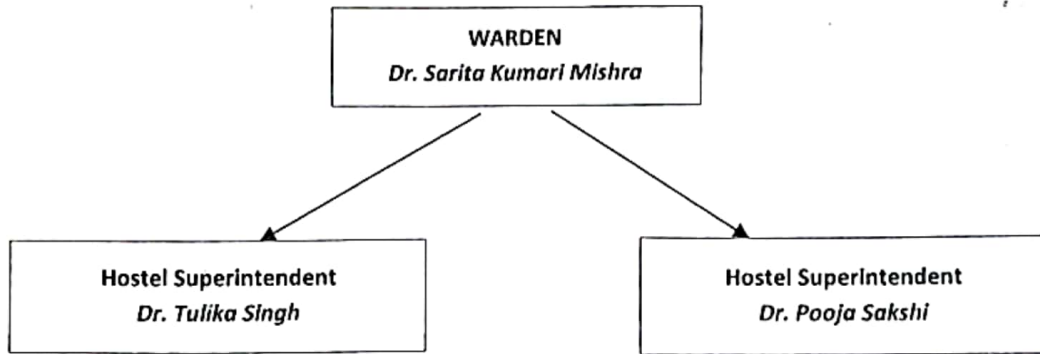 WARDEN
Dr. Sarita Kumari Mishra
Hostel Superintendent
Dr. Tulika Singh
Hostel Superintendent
Dr. Pooja Sakshi